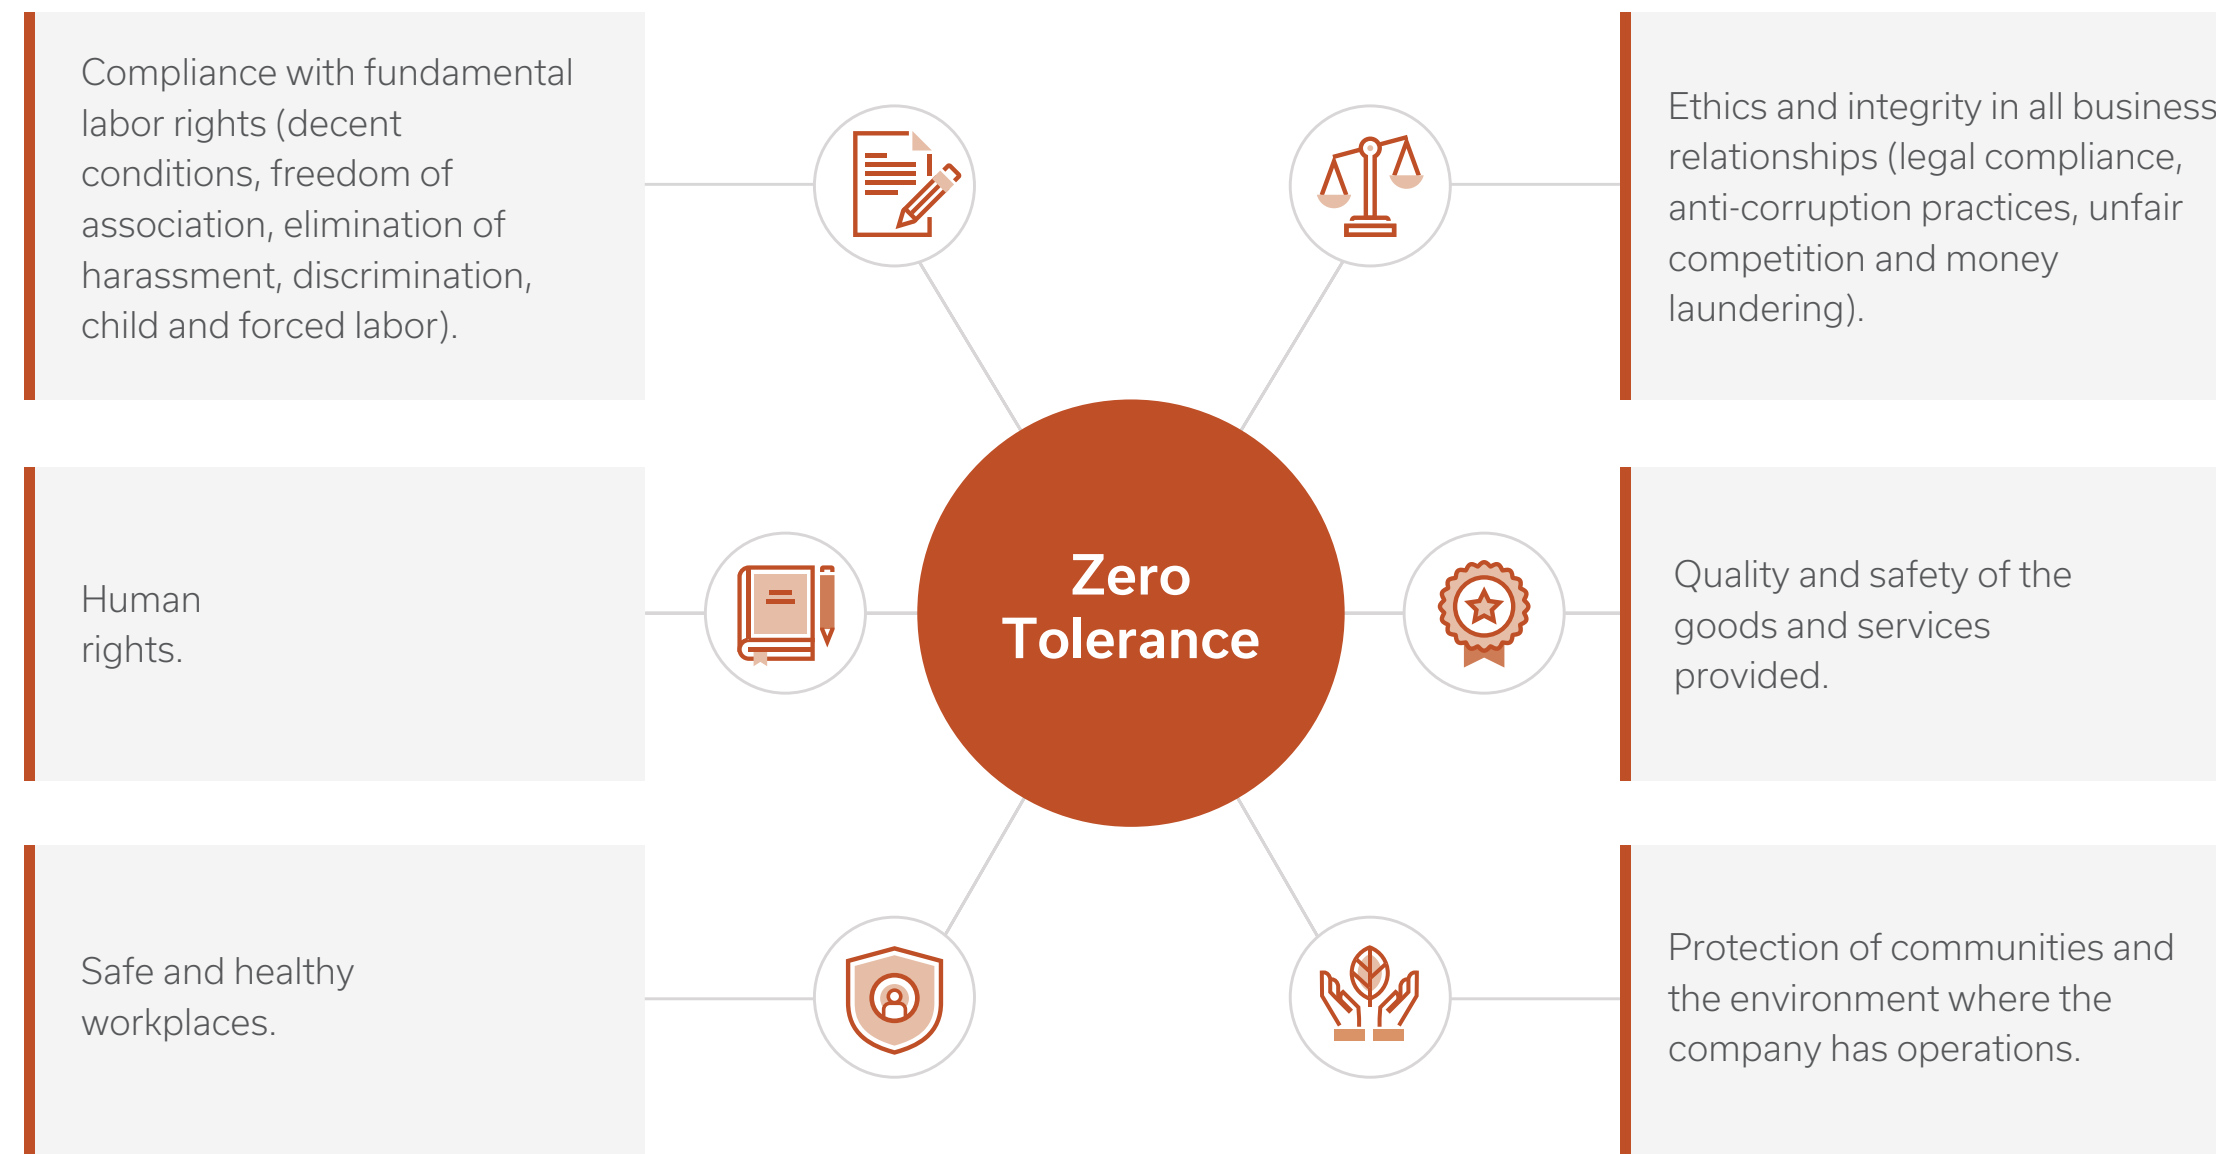 Compliance with fundamental
labor rights (decent
conditions, freedom of
association, elimination of
harassment, discrimination,
child and forced labor).
Human
rights.
Safe and healthy
workplaces.
Zero
Tolerance
Ethics and integrity in all business
relationships (legal compliance,
anti-corruption practices, unfair
competition and money
laundering).
Quality and safety of the
goods and services
provided.
Protection of communities and
the environment where the
company has operations.